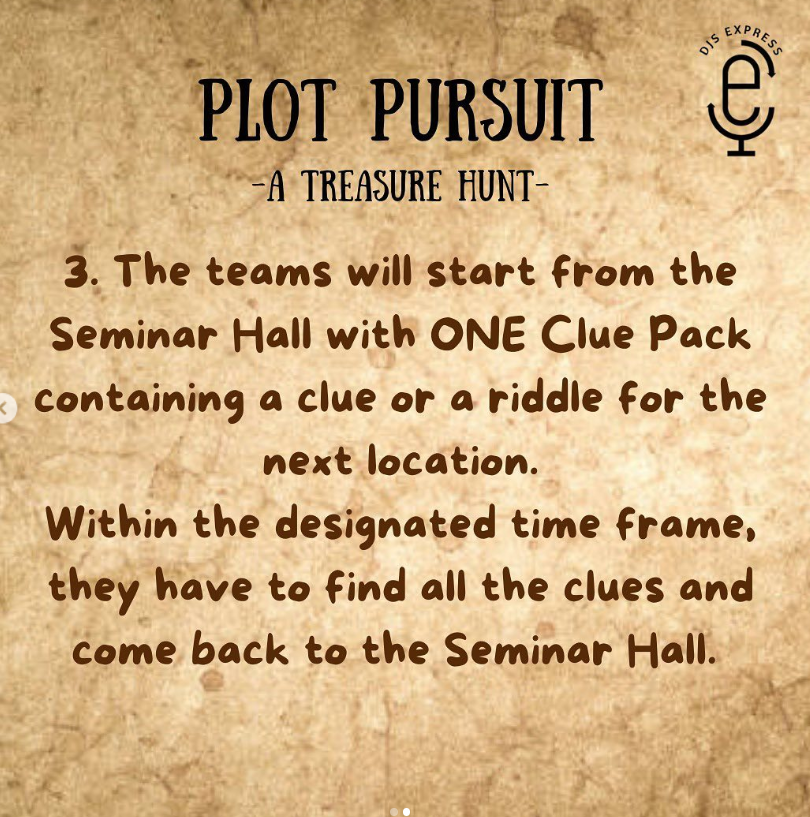 DJS EXPRESS
e
PLOT PURSUIT
-A TREASURE HUNT-
3. The teams will start from the
Seminar Hall with ONE Clue Pack
containing a clue or a riddle for the
next location.
Within the designated time frame,
they have to find all the clues and
come back to the Seminar Hall.